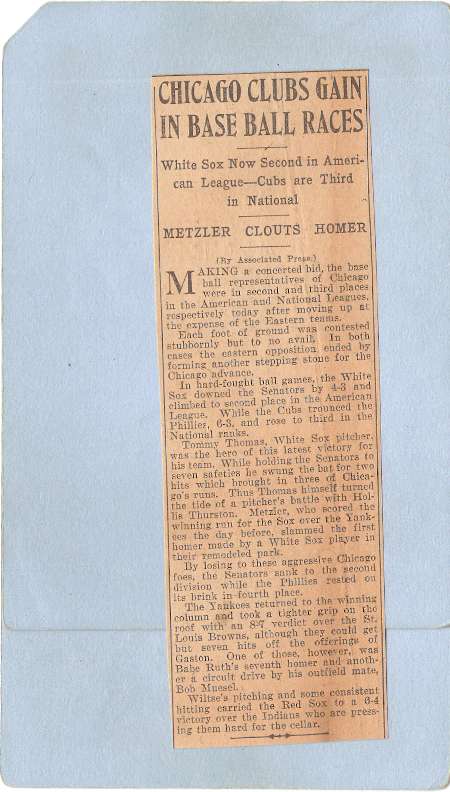 CHICAGO CLUBS GAIN
IN BASE BALL RACES
White Sox Now Second in Ameri-
can League—Cubs are Third
in National
METZLER CLOUTS HOMER
(By Associated Press.)
MAKING a concerted bid, the base
ball representatives of Chicago
were in second and third places
in the American and National Leagues,
respectively today after moving up at
the expense of the Eastern teams.
Each foot of ground was contested
stubbornly but to no avail. In both
cases the eastern opposition ended by
forming another stepping stone for the
Chicago advance.
In hard-fought ball games, the White
Sox downed the Senators by 4-3 and
climbed to second place in the American
League. While the Cubs trounced the
Phillies, 6-3, and rose to third in the
National ranks.
Tommy Thomas, White Sox pitcher,
was the hero of this latest victory for
his team. While holding the Senators to
seven safeties he swung the bat for two
hits which brought in three of Chica-
go's runs. Thus Thomas himself turned
the tide of a pitcher's battle with Hol-
lis Thurston. Metzler, who scored the
winning run for the Sox over the Yank-
ees the day before, slammed the first
homer made by a White Sox player in
their remodeled park.
By losing to these aggressive Chicago
foes, the Senators sank to the second
division while the Phillies rested on
its brink in fourth place.
The Yankees returned to the winning
column and took a tighter grip on the
roof with an 8-7 verdict over the St.
Louis Browns, although they could get
but seven hits off the offerings of
Gaston. One of those, however, was
Babe Ruth's seventh homer and anoth-
er a circuit drive by his outfield mate,
Bob Muesel.
Wiltse's pitching and some consistent
hitting carried the Red Sox to a 6-4
victory over the Indians who are press-
ing them hard for the cellar.